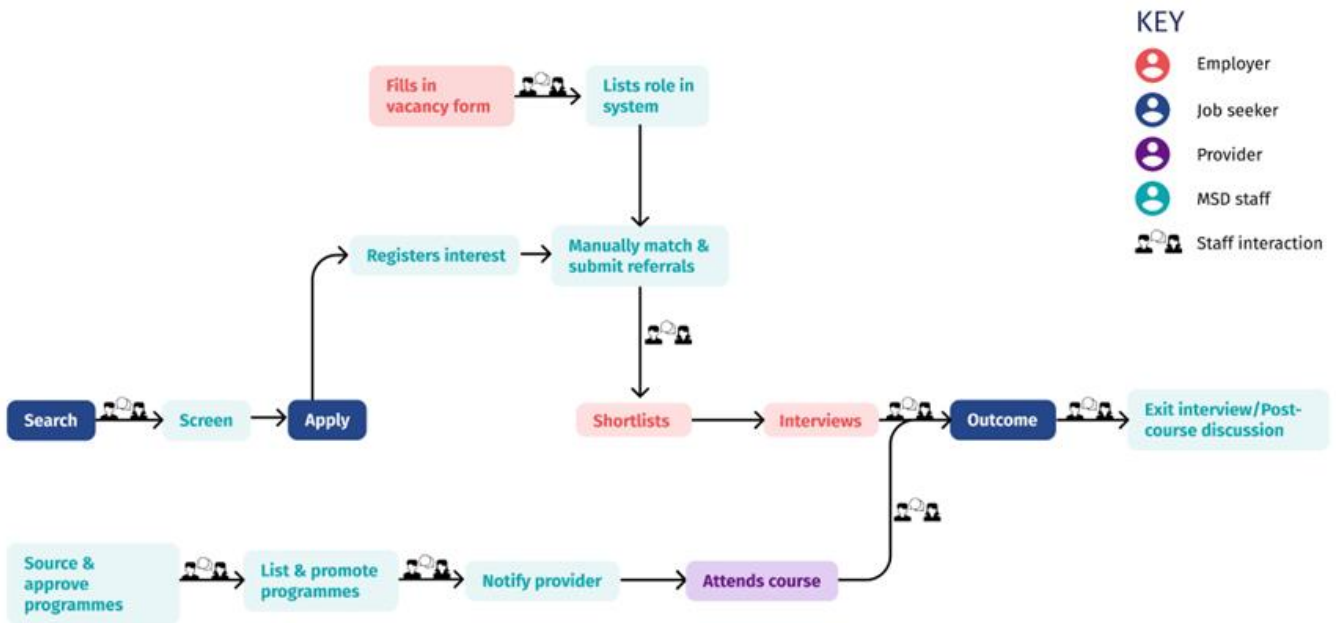 KEY
Employer
Job seeker
Provider
MSD staff
Staff interaction
Fills in
vacancy form
Lists role in
system
Registers interest
Manually match &
submit referrals
Search
Screen
Apply
Shortlists
Interviews
Outcome
Exit interview/Post-
course discussion
Source &
approve
programmes
List & promote
programmes
Notify provider
Attends course